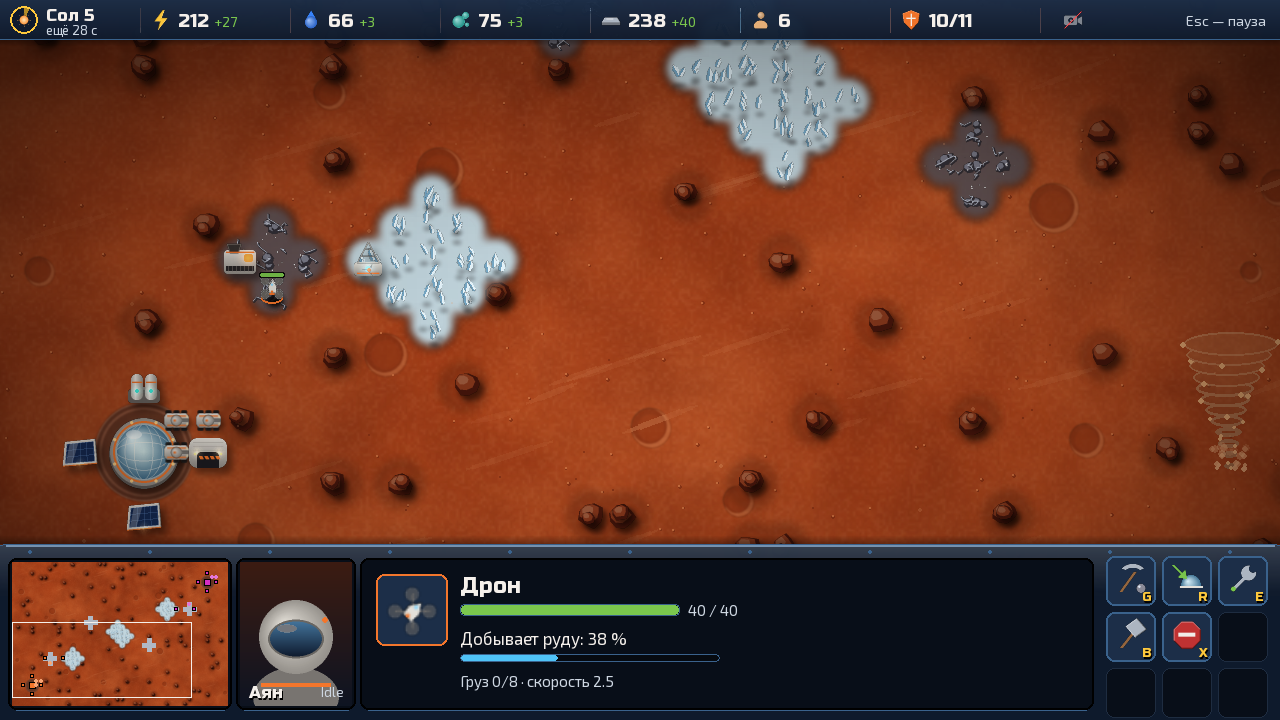 Сол 5
ещё 28 с
212 +27
66 +3
75 +3
238 +40
6
10/11
Esc — пауза
Аян
Idle
Дрон
40 / 40
Добывает руду: 38 %
Груз 0/8 · скорость 2.5
G
R
E
B
X